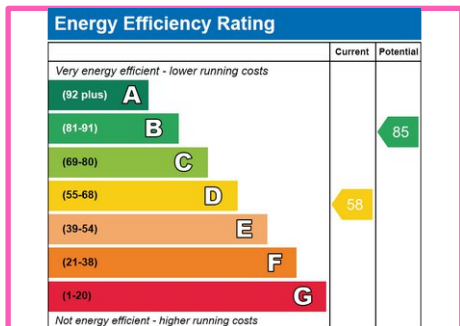 Energy Efficiency Rating
Current Potential
Very energy efficient - lower running costs
(92 plus) A
(81-91) B
85
(69-80) C
(55-68) D
58
(39-54) E
(21-38) F
(1-20) G
Not energy efficient - higher running costs